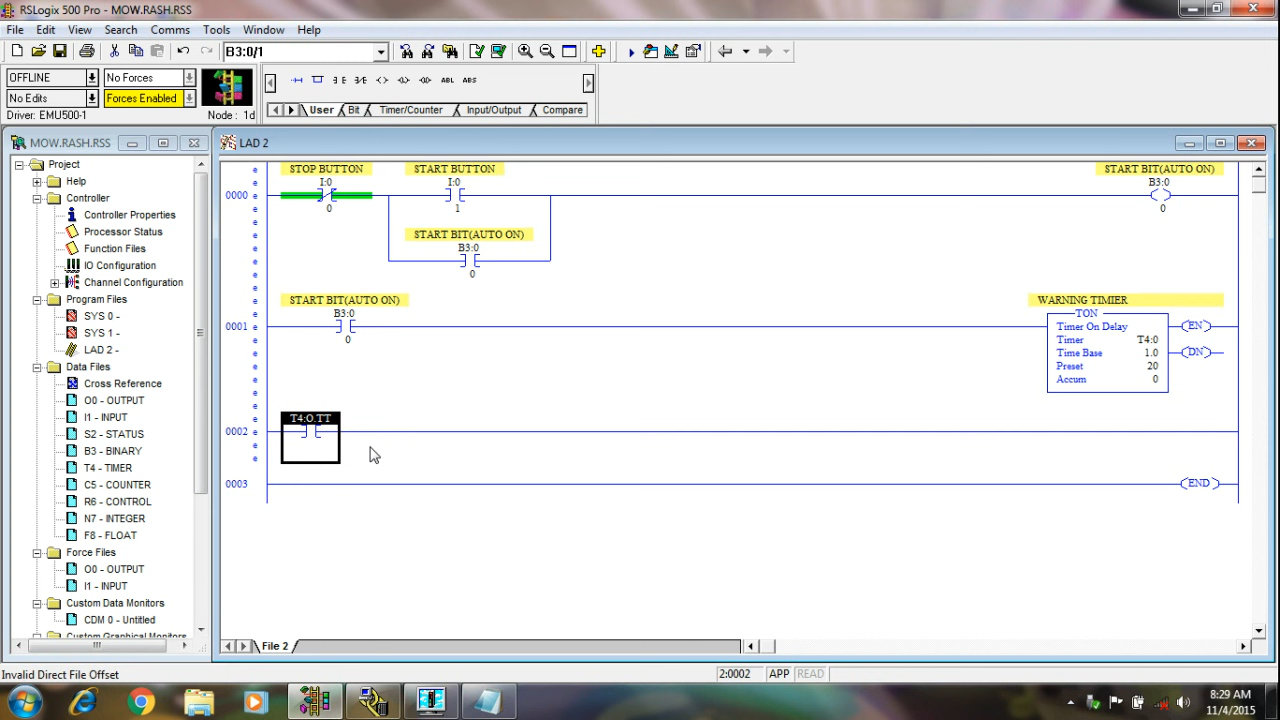 RSLogix 500 Pro - MOW.RASH.RSS
File Edit View Search Comms Tools Window Help
B3:0/1
OFFLINE No Forces
No Edits Forces Enabled
Driver: EMU500-1 Node : 1d
User Bit Timer/Counter Input/Output Compare
MOW.RASH.RSS
Project
Help
Controller
Controller Properties
Processor Status
Function Files
IO Configuration
Channel Configuration
Program Files
SYS 0 -
SYS 1 -
LAD 2 -
Data Files
Cross Reference
O0 - OUTPUT
I1 - INPUT
S2 - STATUS
B3 - BINARY
T4 - TIMER
C5 - COUNTER
R6 - CONTROL
N7 - INTEGER
F8 - FLOAT
Force Files
O0 - OUTPUT
I1 - INPUT
Custom Data Monitors
CDM 0 - Untitled
Custom Graphical Monitors
LAD 2
STOP BUTTON START BUTTON START BIT(AUTO ON)
I:0 I:0 B3:0
0000
0 1 0
START BIT(AUTO ON)
B3:0
0
START BIT(AUTO ON) WARNING TIMIER
B3:0 TON
0001 Timer On Delay EN
0 Timer T4:0
Time Base 1.0 DN
Preset 20
Accum 0
T4:O.TT
0002
0003 END
File 2
Invalid Direct File Offset 2:0002 APP READ
8:29 AM
11/4/2015